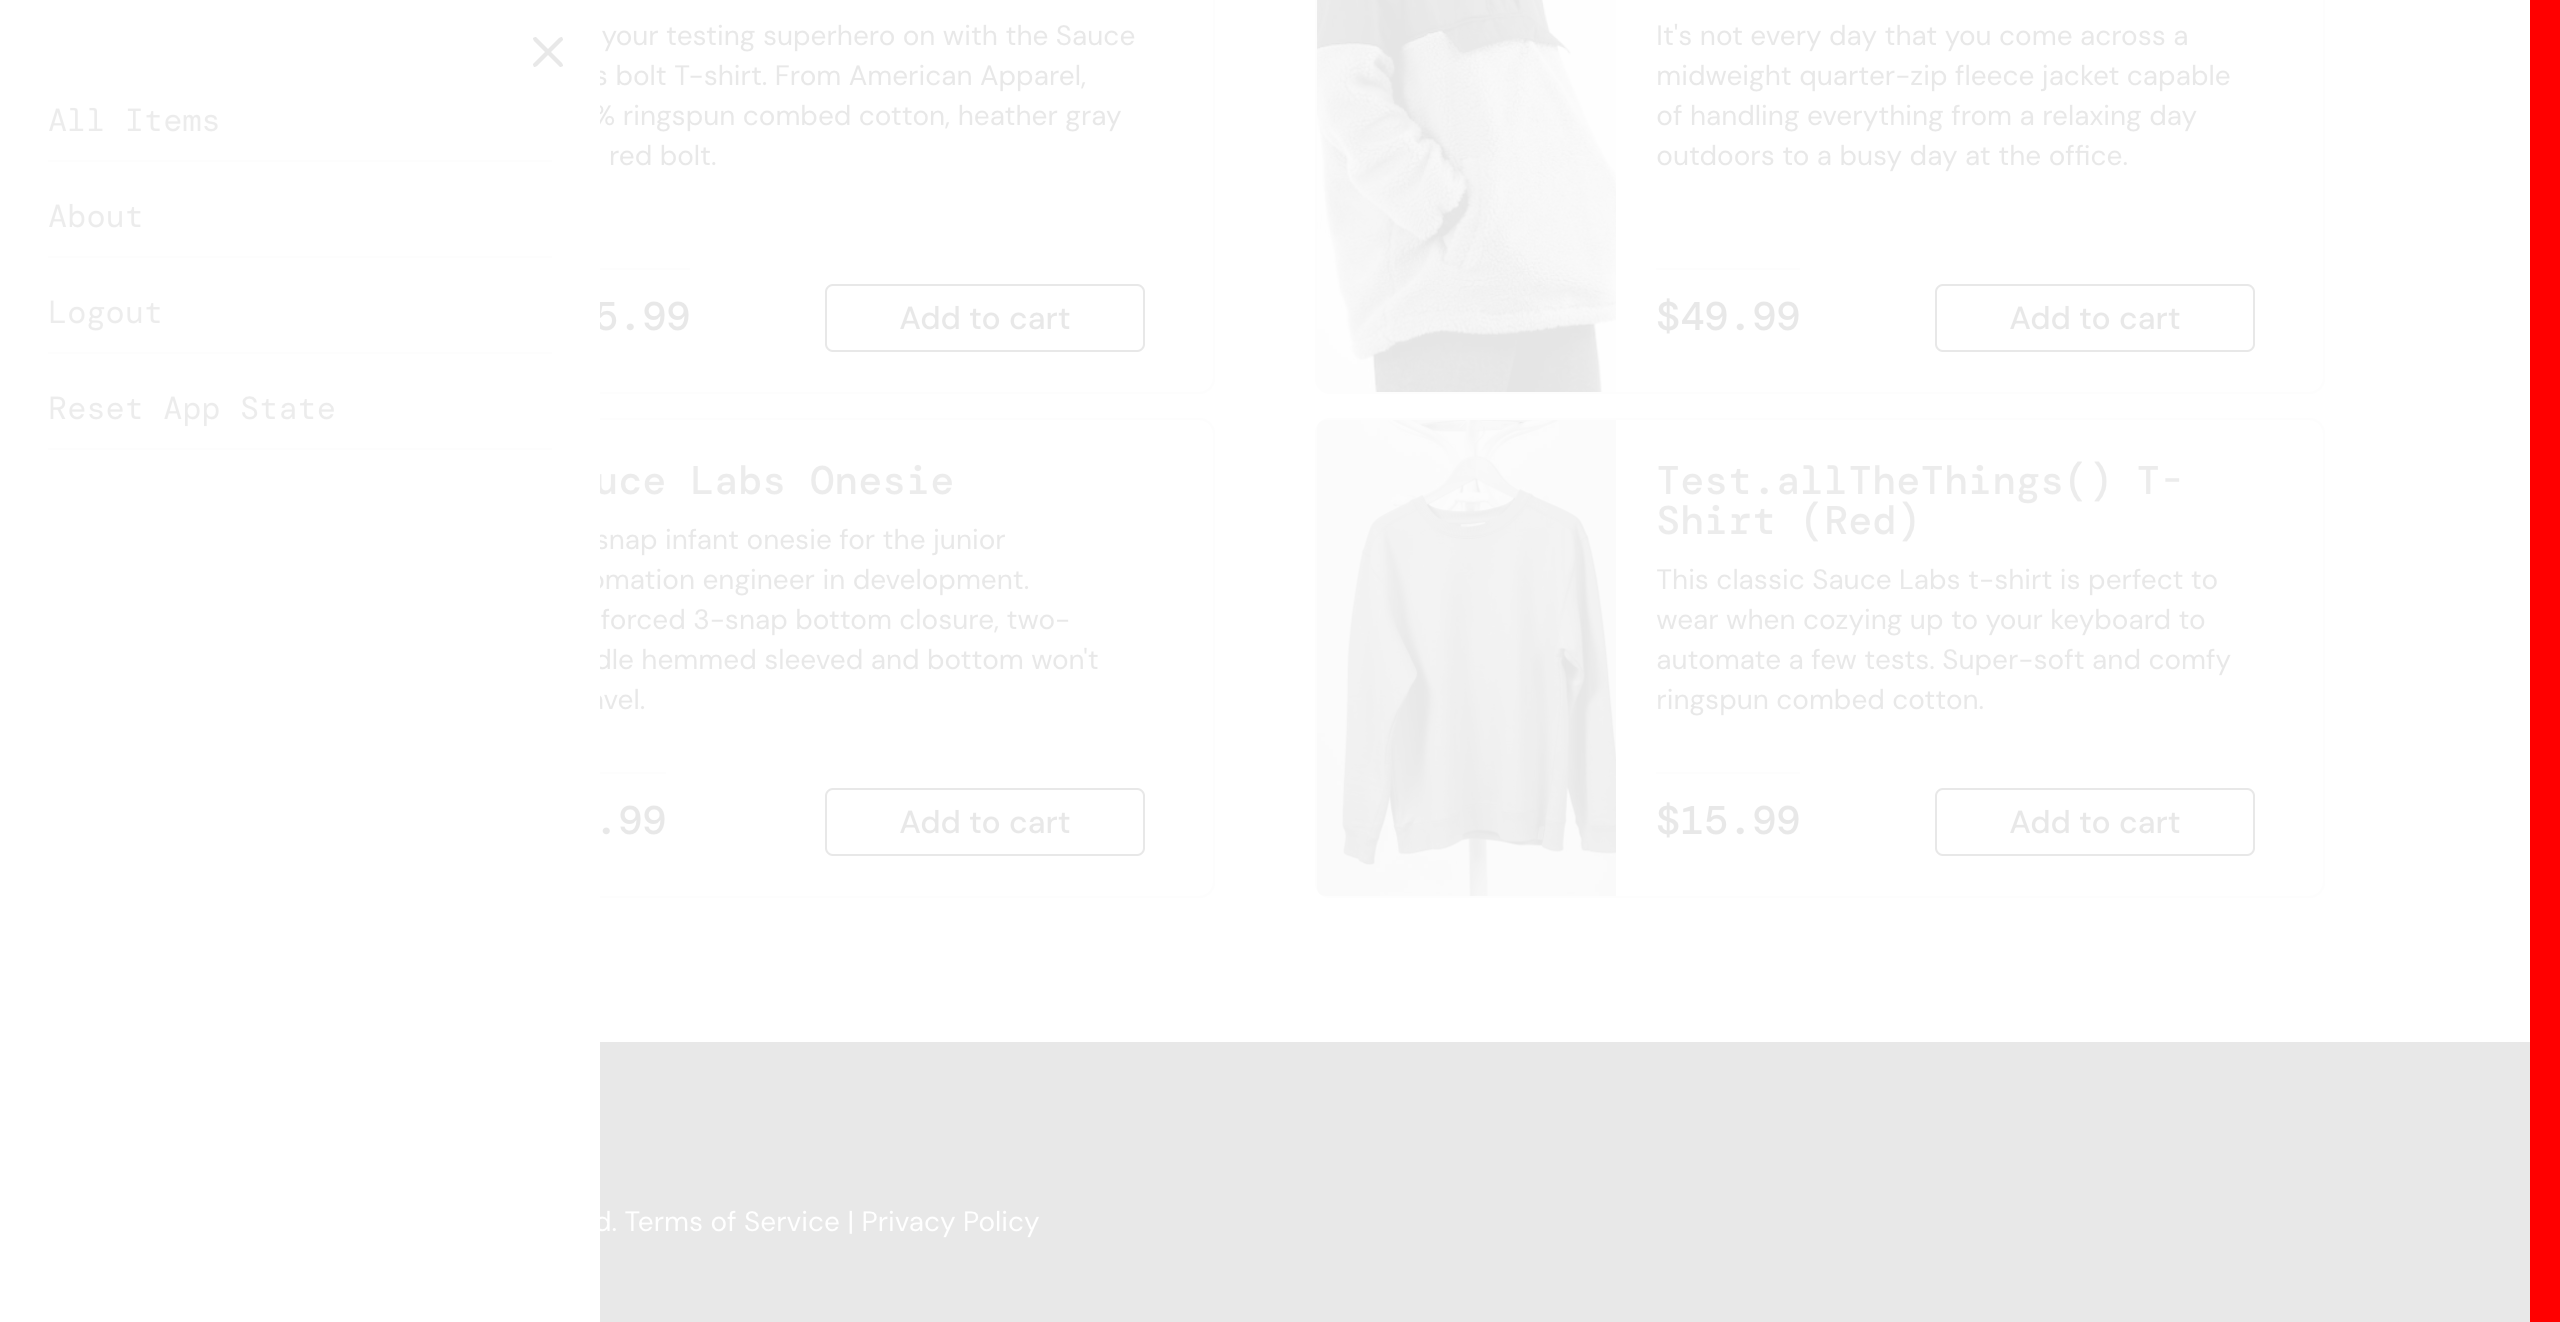 All Items
About
Logout
Reset App State
your testing superhero on with the Sauce
bolt T-shirt. From American Apparel,
% ringspun combed cotton, heather gray
red bolt.
5.99
Add to cart
It's not every day that you come across a
midweight quarter-zip fleece jacket capable
of handling everything from a relaxing day
outdoors to a busy day at the office.
$49.99
Add to cart
uce Labs Onesie
snap infant onesie for the junior
omation engineer in development.
forced 3-snap bottom closure, two-
dle hemmed sleeved and bottom won't
vel.
.99
Add to cart
Test.allTheThings() T-
Shirt (Red)
This classic Sauce Labs t-shirt is perfect to
wear when cozying up to your keyboard to
automate a few tests. Super-soft and comfy
ringspun combed cotton.
$15.99
Add to cart
d. Terms of Service | Privacy Policy